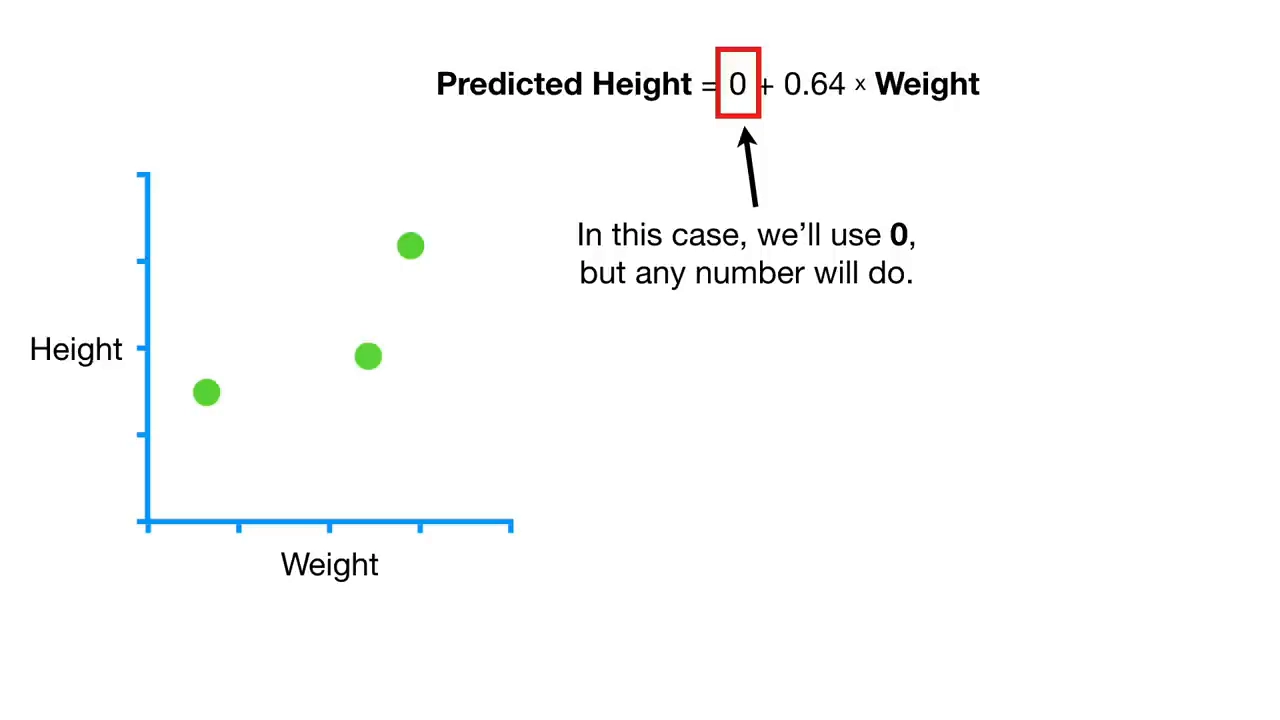 Predicted Height = 0 + 0.64 x Weight
In this case, we’ll use 0,
but any number will do.
Height
Weight